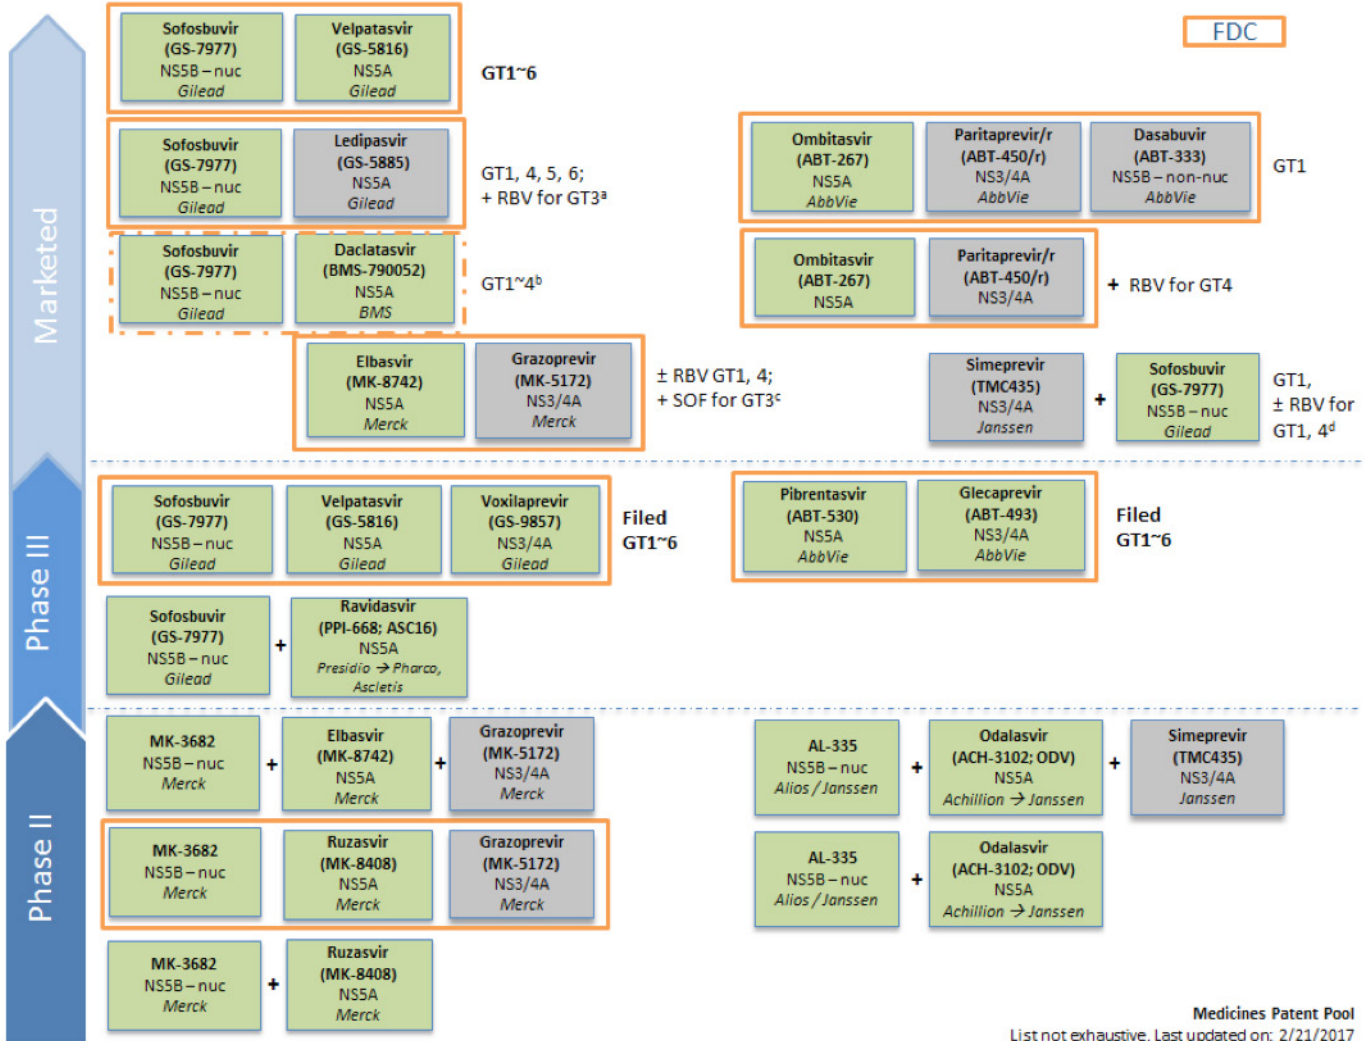 FDC
Marketed
Sofosbuvir
(GS-7977)
NS5B – nuc
Gilead
Velpatasvir
(GS-5816)
NS5A
Gilead
GT1~6
Sofosbuvir
(GS-7977)
NS5B – nuc
Gilead
Ledipasvir
(GS-5885)
NS5A
Gilead
GT1, 4, 5, 6;
+ RBV for GT3ᵃ
Ombitasvir
(ABT-267)
NS5A
AbbVie
Paritaprevir/r
(ABT-450/r)
NS3/4A
AbbVie
Dasabuvir
(ABT-333)
NS5B – non-nuc
AbbVie
GT1
Sofosbuvir
(GS-7977)
NS5B – nuc
Gilead
Daclatasvir
(BMS-790052)
NS5A
BMS
GT1~4ᵇ
Ombitasvir
(ABT-267)
NS5A
Paritaprevir/r
(ABT-450/r)
NS3/4A
+ RBV for GT4
Elbasvir
(MK-8742)
NS5A
Merck
Grazoprevir
(MK-5172)
NS3/4A
Merck
± RBV GT1, 4;
+ SOF for GT3ᶜ
Simeprevir
(TMC435)
NS3/4A
Janssen
+
Sofosbuvir
(GS-7977)
NS5B – nuc
Gilead
GT1,
± RBV for
GT1, 4ᵈ
Phase III
Sofosbuvir
(GS-7977)
NS5B – nuc
Gilead
Velpatasvir
(GS-5816)
NS5A
Gilead
Voxilaprevir
(GS-9857)
NS3/4A
Gilead
Filed
GT1~6
Pibrentasvir
(ABT-530)
NS5A
AbbVie
Glecaprevir
(ABT-493)
NS3/4A
AbbVie
Filed
GT1~6
Sofosbuvir
(GS-7977)
NS5B – nuc
Gilead
+
Ravidasvir
(PPI-668; ASC16)
NS5A
Presidio → Pharco,
Ascletis
Phase II
MK-3682
NS5B – nuc
Merck
+
Elbasvir
(MK-8742)
NS5A
Merck
+
Grazoprevir
(MK-5172)
NS3/4A
Merck
AL-335
NS5B – nuc
Alios / Janssen
+
Odalasvir
(ACH-3102; ODV)
NS5A
Achillion → Janssen
+
Simeprevir
(TMC435)
NS3/4A
Janssen
MK-3682
NS5B – nuc
Merck
Ruzasvir
(MK-8408)
NS5A
Merck
Grazoprevir
(MK-5172)
NS3/4A
Merck
AL-335
NS5B – nuc
Alios / Janssen
+
Odalasvir
(ACH-3102; ODV)
NS5A
Achillion → Janssen
MK-3682
NS5B – nuc
Merck
+
Ruzasvir
(MK-8408)
NS5A
Merck
Medicines Patent Pool
List not exhaustive. Last updated on: 2/21/2017